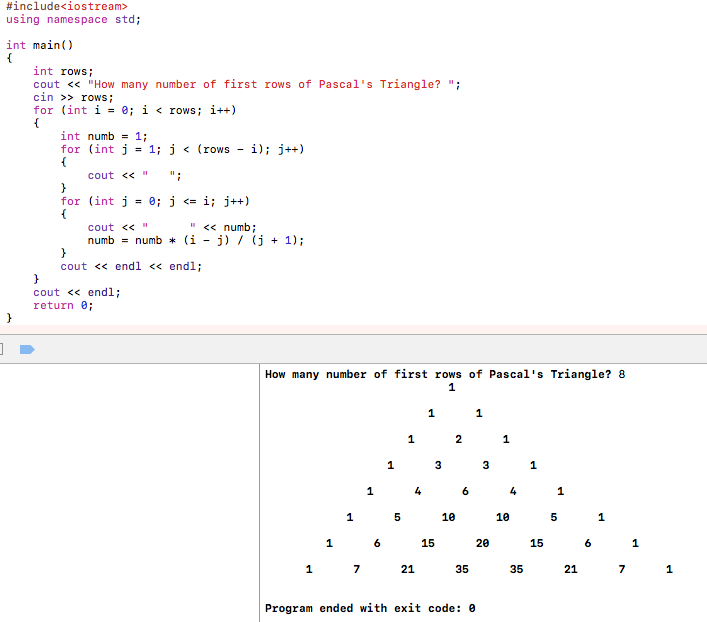 #include<iostream>
using namespace std;

int main()
{
    int rows;
    cout << "How many number of first rows of Pascal's Triangle? ";
    cin >> rows;
    for (int i = 0; i < rows; i++)
    {
        int numb = 1;
        for (int j = 1; j < (rows - i); j++)
        {
            cout << "   ";
        }
        for (int j = 0; j <= i; j++)
        {
            cout << "      " << numb;
            numb = numb * (i - j) / (j + 1);
        }
        cout << endl << endl;
    }
    cout << endl;
    return 0;
}
How many number of first rows of Pascal's Triangle? 8
1
1 1
1 2 1
1 3 3 1
1 4 6 4 1
1 5 10 10 5 1
1 6 15 20 15 6 1
1 7 21 35 35 21 7 1
Program ended with exit code: 0